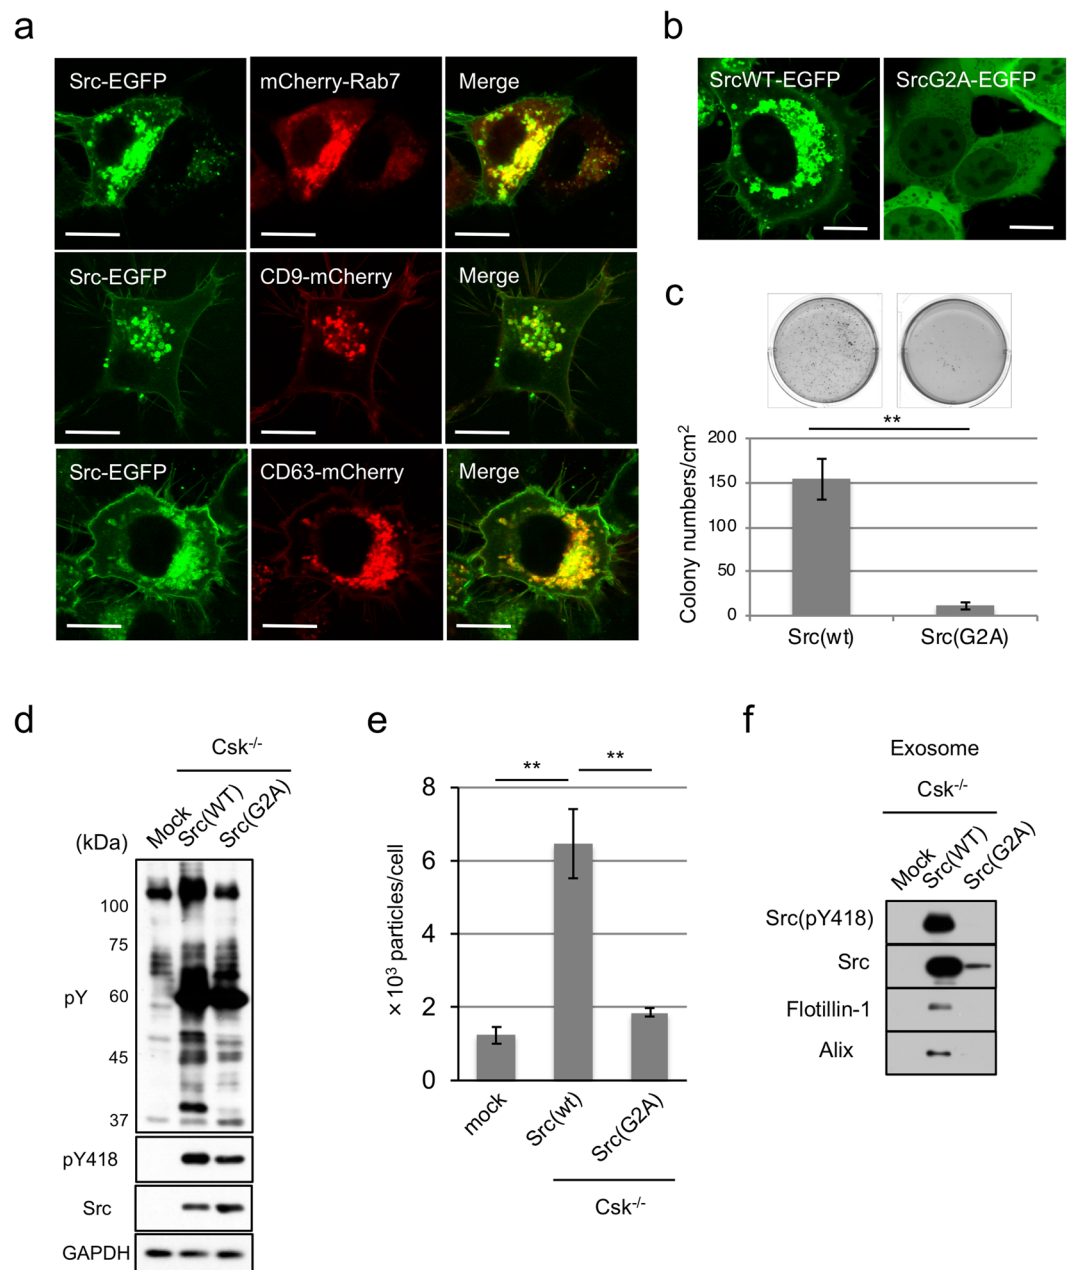 a
Src-EGFP
mCherry-Rab7
Merge
Src-EGFP
CD9-mCherry
Merge
Src-EGFP
CD63-mCherry
Merge
b
SrcWT-EGFP
SrcG2A-EGFP
c
**
Colony numbers/cm2
200
150
100
50
0
Src(wt)
Src(G2A)
d
Csk-/-
(kDa)
Mock
Src(WT)
Src(G2A)
100
75
pY
60
45
37
pY418
Src
GAPDH
e
**
**
×10³ particles/cell
8
6
4
2
0
mock
Src(wt)
Src(G2A)
Csk-/-
f
Exosome
Csk-/-
Mock
Src(WT)
Src(G2A)
Src(pY418)
Src
Flotillin-1
Alix